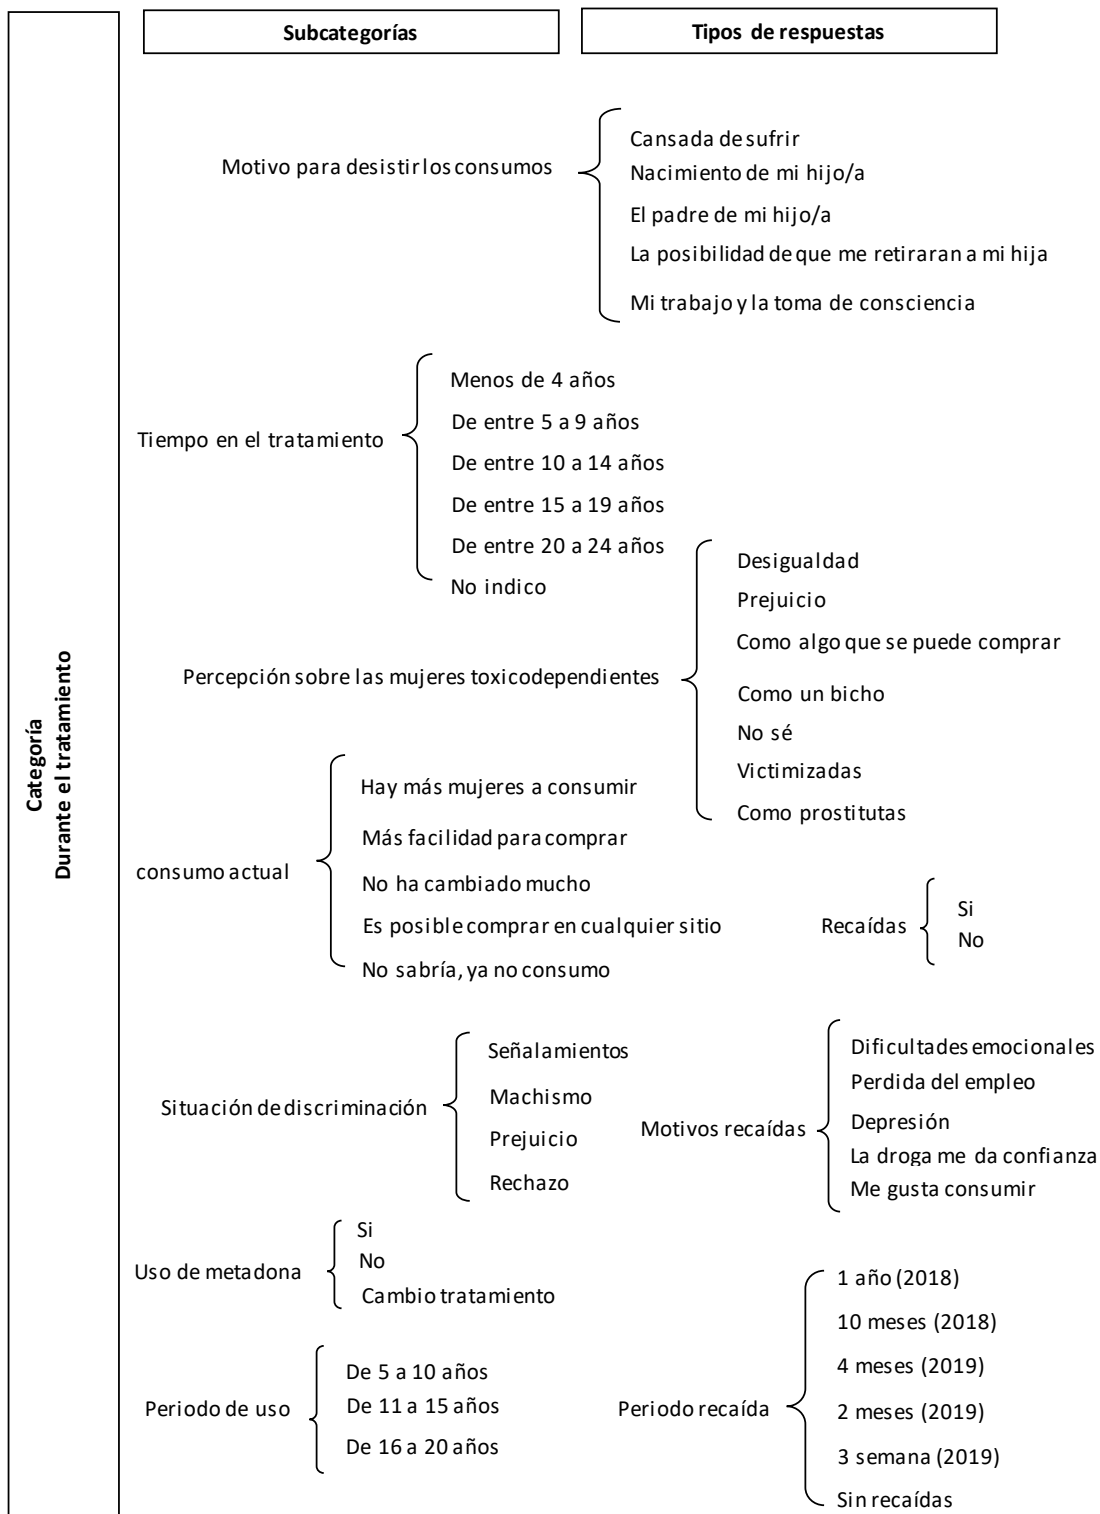 Subcategorías
Tipos de respuestas
Categoría
Durante el tratamiento
Motivo para desistir los consumos
Cansada de sufrir
Nacimiento de mi hijo/a
El padre de mi hijo/a
La posibilidad de que me retiraran a mi hija
Mi trabajo y la toma de consciencia
Tiempo en el tratamiento
Menos de 4 años
De entre 5 a 9 años
De entre 10 a 14 años
De entre 15 a 19 años
De entre 20 a 24 años
No indico
Percepción sobre las mujeres toxicodependientes
Desigualdad
Prejuicio
Como algo que se puede comprar
Como un bicho
No sé
Victimizadas
Como prostitutas
consumo actual
Hay más mujeres a consumir
Más facilidad para comprar
No ha cambiado mucho
Es posible comprar en cualquier sitio
No sabría, ya no consumo
Recaídas
Si
No
Situación de discriminación
Señalamientos
Machismo
Prejuicio
Rechazo
Motivos recaídas
Dificultades emocionales
Perdida del empleo
Depresión
La droga me da confianza
Me gusta consumir
Uso de metadona
Si
No
Cambio tratamiento
Periodo de uso
De 5 a 10 años
De 11 a 15 años
De 16 a 20 años
Periodo recaída
1 año (2018)
10 meses (2018)
4 meses (2019)
2 meses (2019)
3 semana (2019)
Sin recaídas